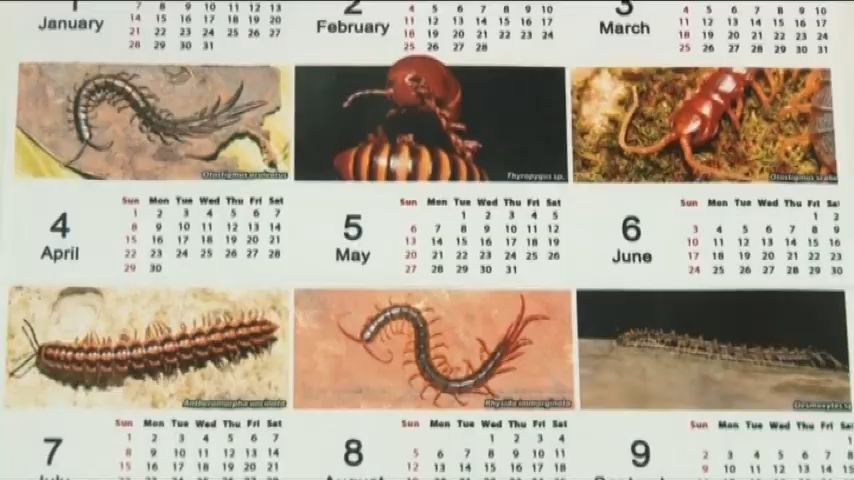 1
January
7 8 9 10 11 12 13
14 15 16 17 18 19 20
21 22 23 24 25 26 27
28 29 30 31
2
February
4 5 6 7 8 9 10
11 12 13 14 15 16 17
18 19 20 21 22 23 24
25 26 27 28
3
March
4 5 6 7 8 9 10
11 12 13 14 15 16 17
18 19 20 21 22 23 24
25 26 27 28 29 30 31
Otostigmus aculeatus
Thyropygus sp.
Otostigmus
4
April
Sun Mon Tue Wed Thu Fri Sat
1 2 3 4 5 6 7
8 9 10 11 12 13 14
15 16 17 18 19 20 21
22 23 24 25 26 27 28
29 30
5
May
Sun Mon Tue Wed Thu Fri Sat
1 2 3 4 5
6 7 8 9 10 11 12
13 14 15 16 17 18 19
20 21 22 23 24 25 26
27 28 29 30 31
6
June
Sun Mon Tue Wed Thu Fri Sat
1 2
3 4 5 6 7 8 9
10 11 12 13 14 15 16
17 18 19 20 21 22 23
24 25 26 27 28 29 30
Antheromorpha uncinata
Rhysida immarginata
Desmoxytes
7
July
Sun Mon Tue Wed Thu Fri Sat
1 2 3 4 5 6 7
8 9 10 11 12 13 14
15 16 17 18 19 20 21
8
August
Sun Mon Tue Wed Thu Fri Sat
1 2 3 4
5 6 7 8 9 10 11
12 13 14 15 16 17 18
9
September
Sun Mon Tue Wed Thu Fri Sat
1
2 3 4 5 6 7 8
9 10 11 12 13 14 15